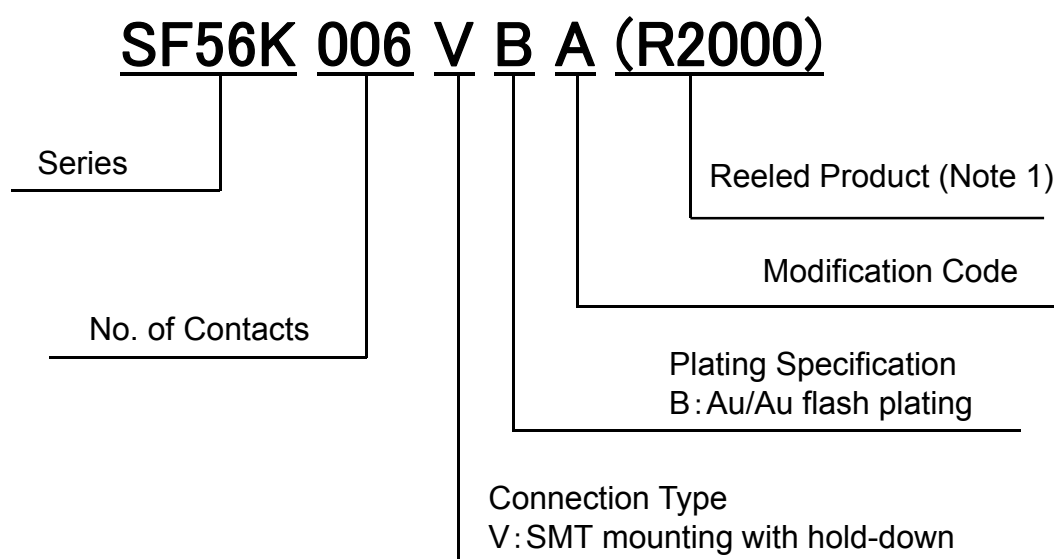 SF56K 006 V B A (R2000)
Series
Reeled Product (Note 1)
Modification Code
No. of Contacts
Plating Specification
B:Au/Au flash plating
Connection Type
V:SMT mounting with hold-down